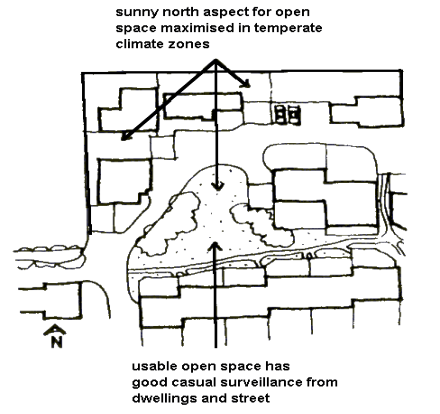 sunny north aspect for open
space maximised in temperate
climate zones
N
usable open space has
good casual surveillance from
dwellings and street